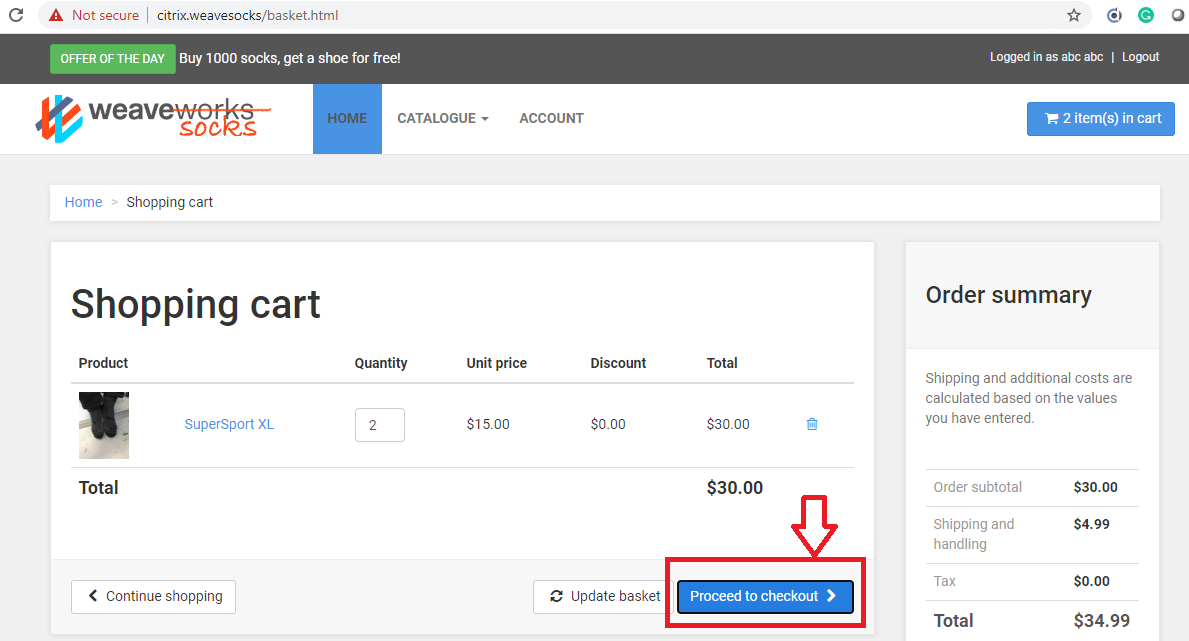 Not secure | citrix.weavesocks/basket.html
OFFER OF THE DAY Buy 1000 socks, get a shoe for free!
Logged in as abc abc | Logout
weaveworks
socks
HOME CATALOGUE ACCOUNT
2 item(s) in cart
Home > Shopping cart
Shopping cart
Product Quantity Unit price Discount Total
SuperSport XL 2 $15.00 $0.00 $30.00
Total $30.00
Continue shopping Update basket Proceed to checkout
Order summary
Shipping and additional costs are
calculated based on the values
you have entered.
Order subtotal $30.00
Shipping and $4.99
handling
Tax $0.00
Total $34.99